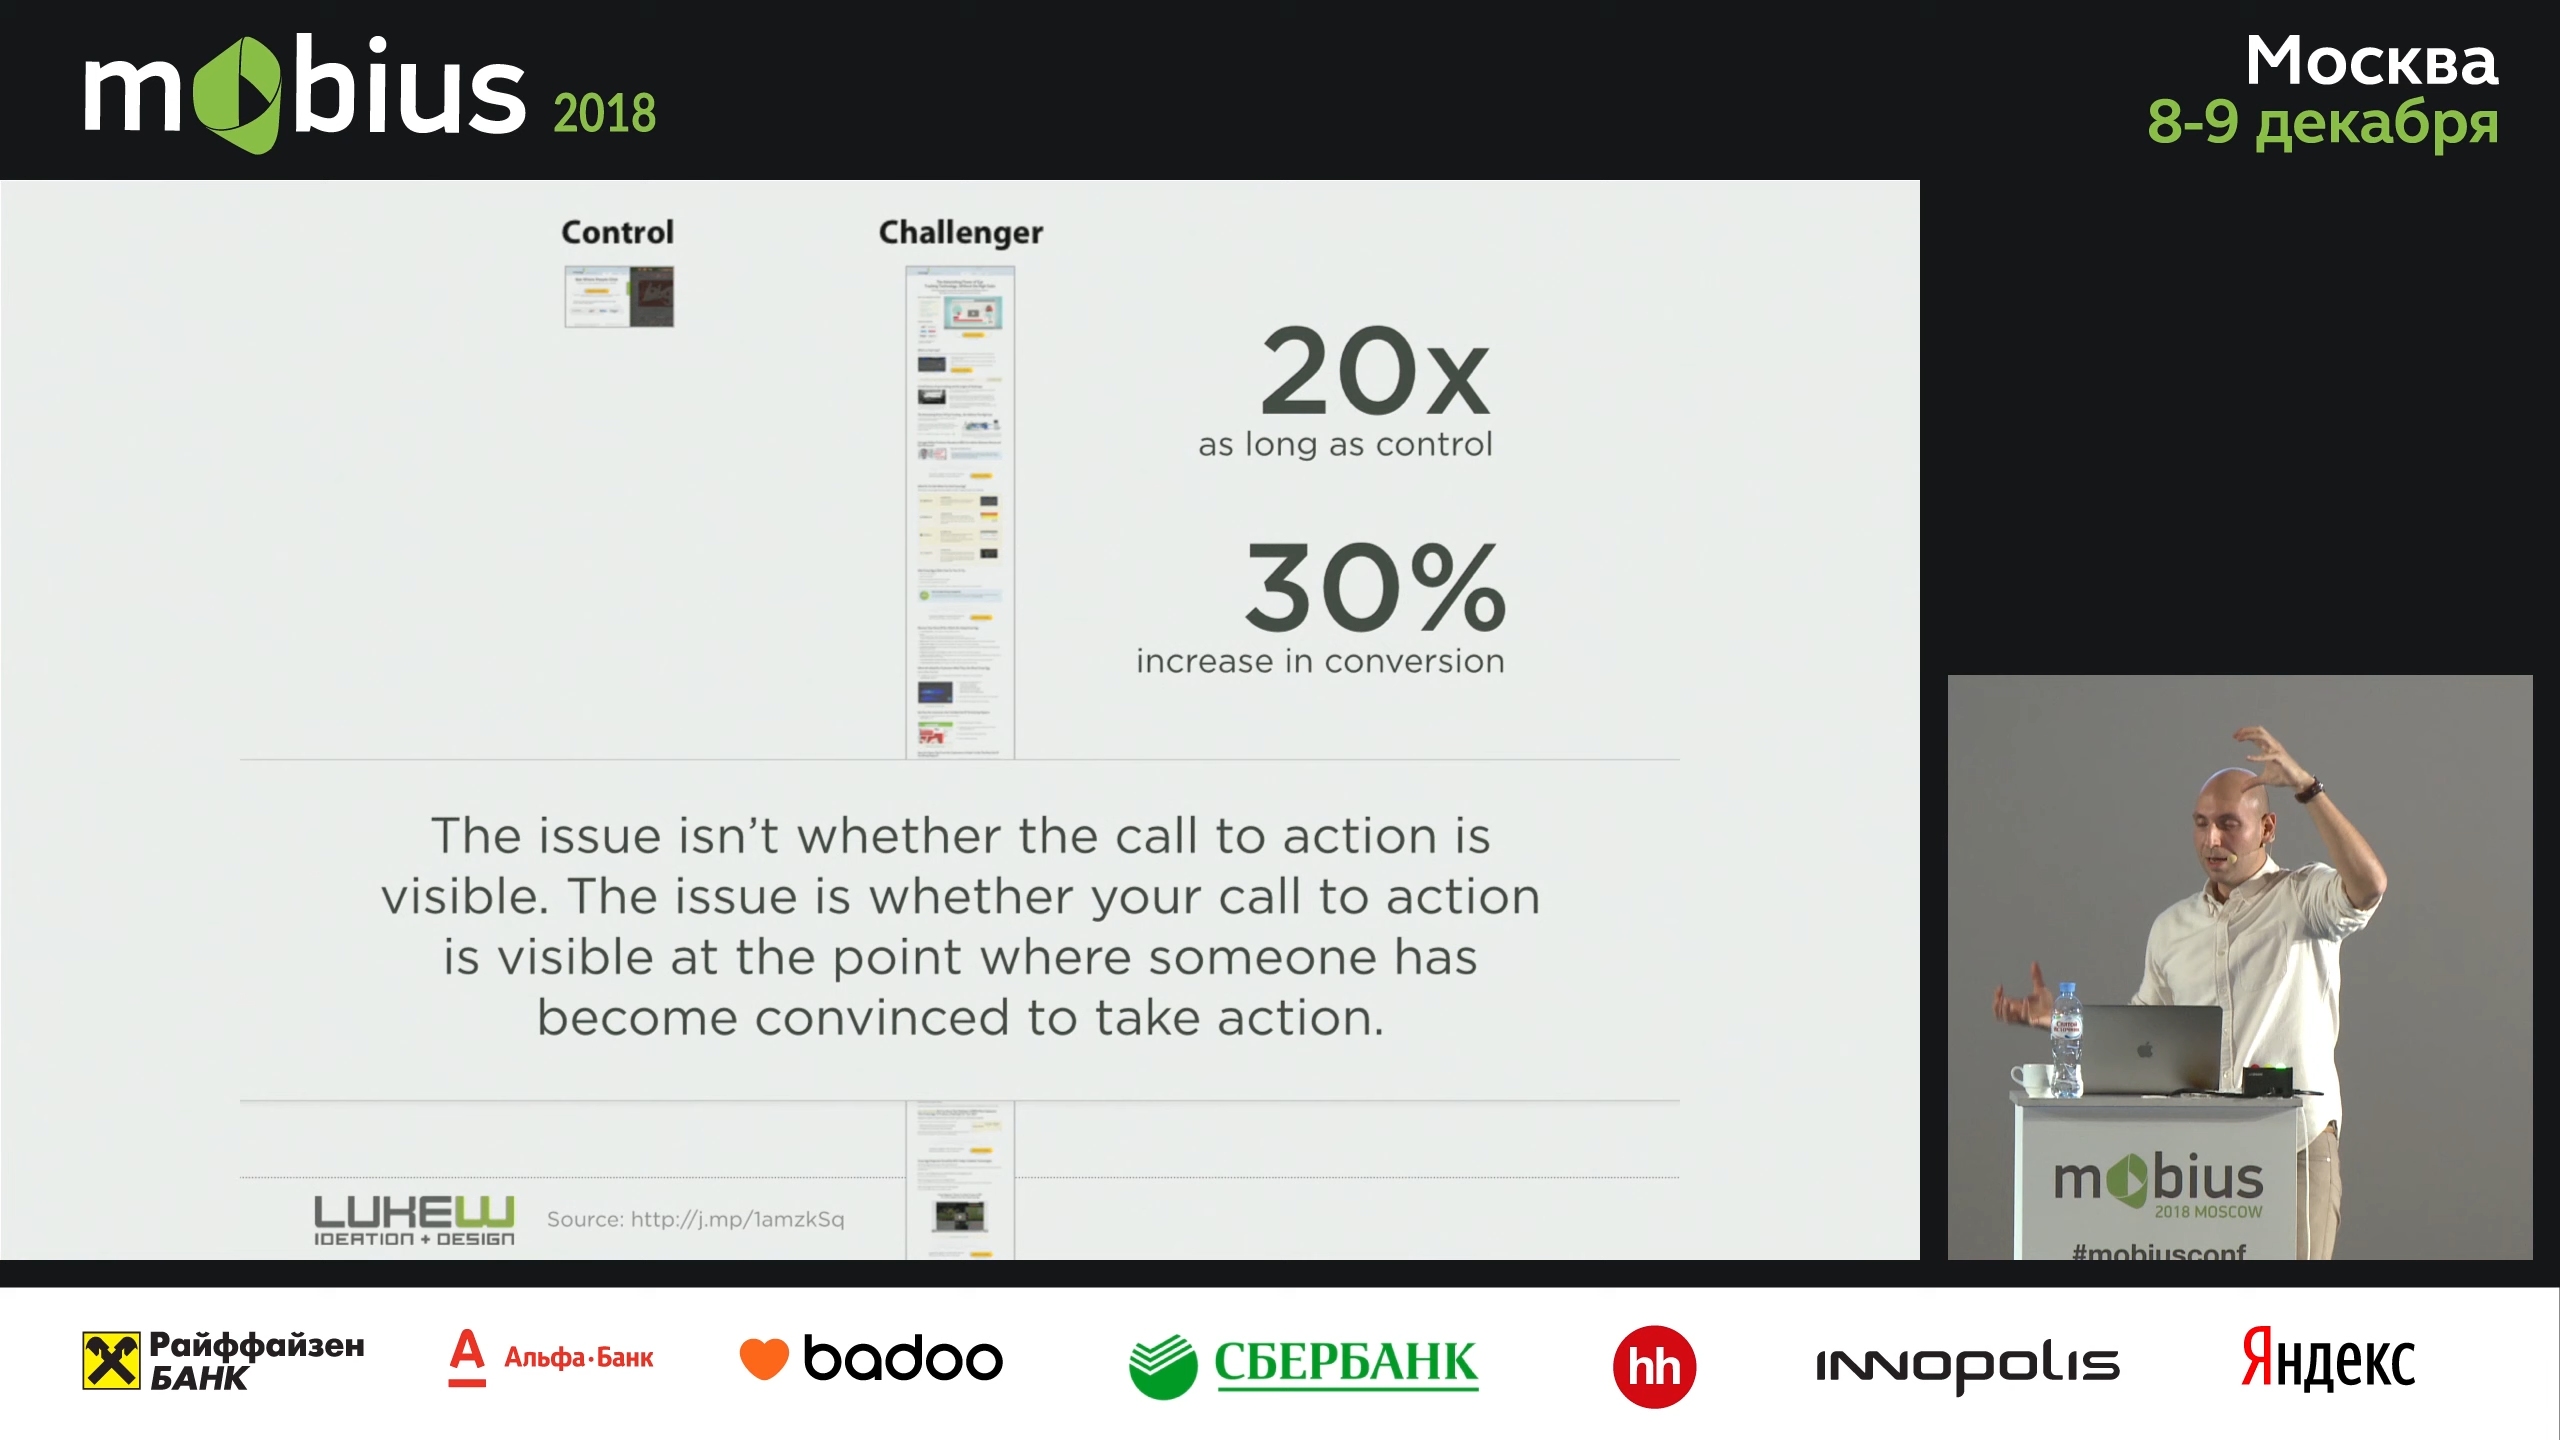 mobius 2018
Москва
8-9 декабря
Control
Challenger
20x
as long as control
30%
increase in conversion
The issue isn't whether the call to action is
visible. The issue is whether your call to action
is visible at the point where someone has
become convinced to take action.
LUKEW
IDEATION + DESIGN
Source: http://j.mp/1amzkSq
mobius
2018 MOSCOW
#mobiusconf
Райффайзен
БАНК
Альфа·Банк
badoo
СБЕРБАНК
hh
INNOPOLIS
Яндекс